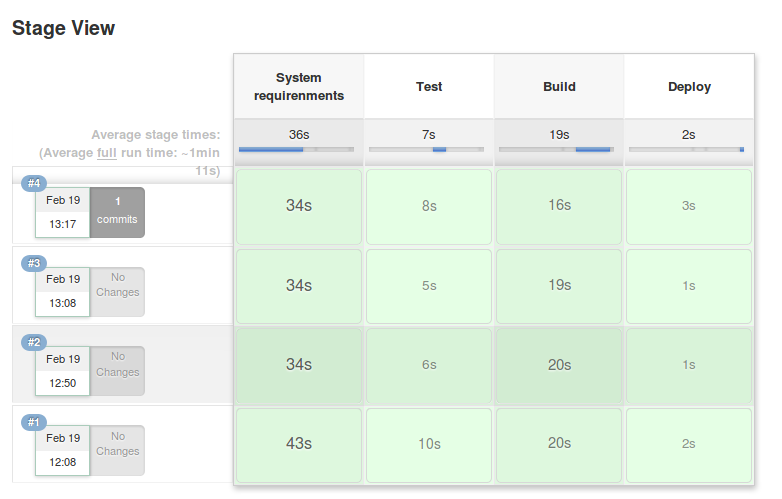 Stage View
System
requirenments
Test
Build
Deploy
Average stage times:
(Average full run time: ~1min
11s)
36s
7s
19s
2s
#4
Feb 19
13:17
1
commits
34s
8s
16s
3s
#3
Feb 19
13:08
No
Changes
34s
5s
19s
1s
#2
Feb 19
12:50
No
Changes
34s
6s
20s
1s
#1
Feb 19
12:08
No
Changes
43s
10s
20s
2s